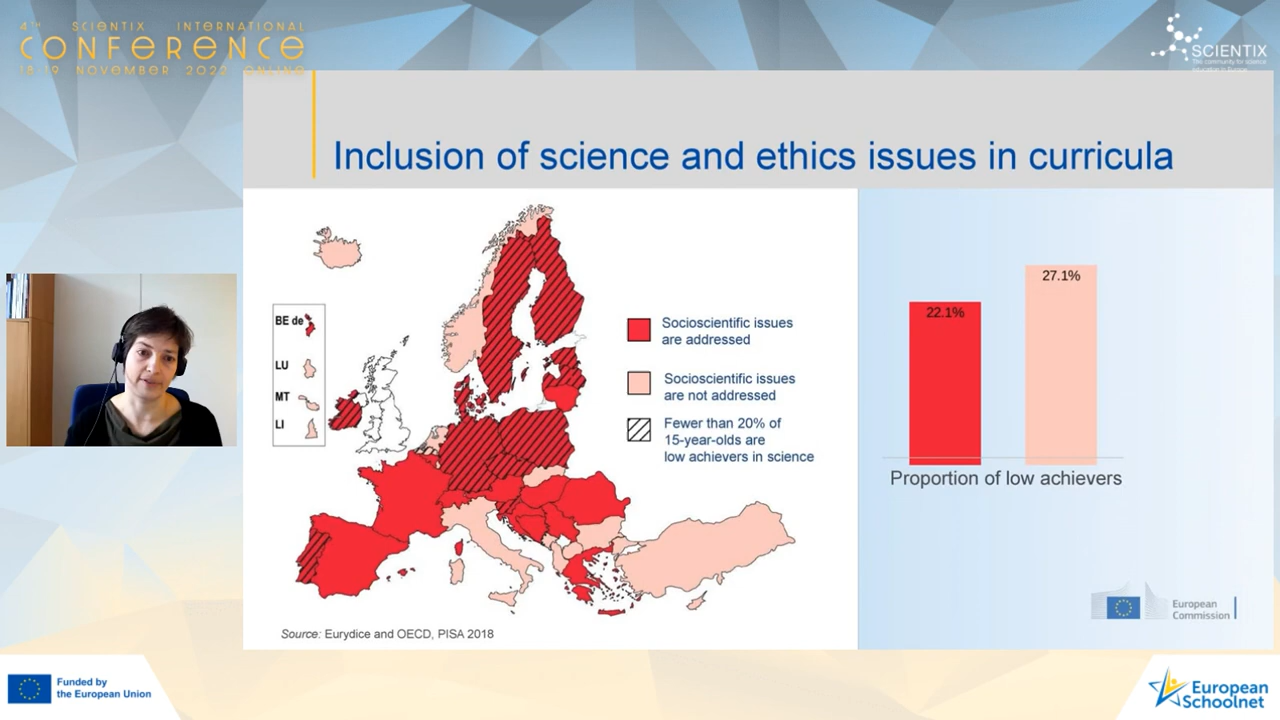 4TH SCIENTIX INTERNATIONAL
CONFERENCE
18-19 NOVEMBER 2022 ONLINE
SCIENTIX
The community for science
education in Europe
Inclusion of science and ethics issues in curricula
BE de
LU
MT
LI
Socioscientific issues
are addressed
Socioscientific issues
are not addressed
Fewer than 20% of
15-year-olds are
low achievers in science
Source: Eurydice and OECD, PISA 2018
22.1%
27.1%
Proportion of low achievers
European
Commission
Funded by
the European Union
European
Schoolnet